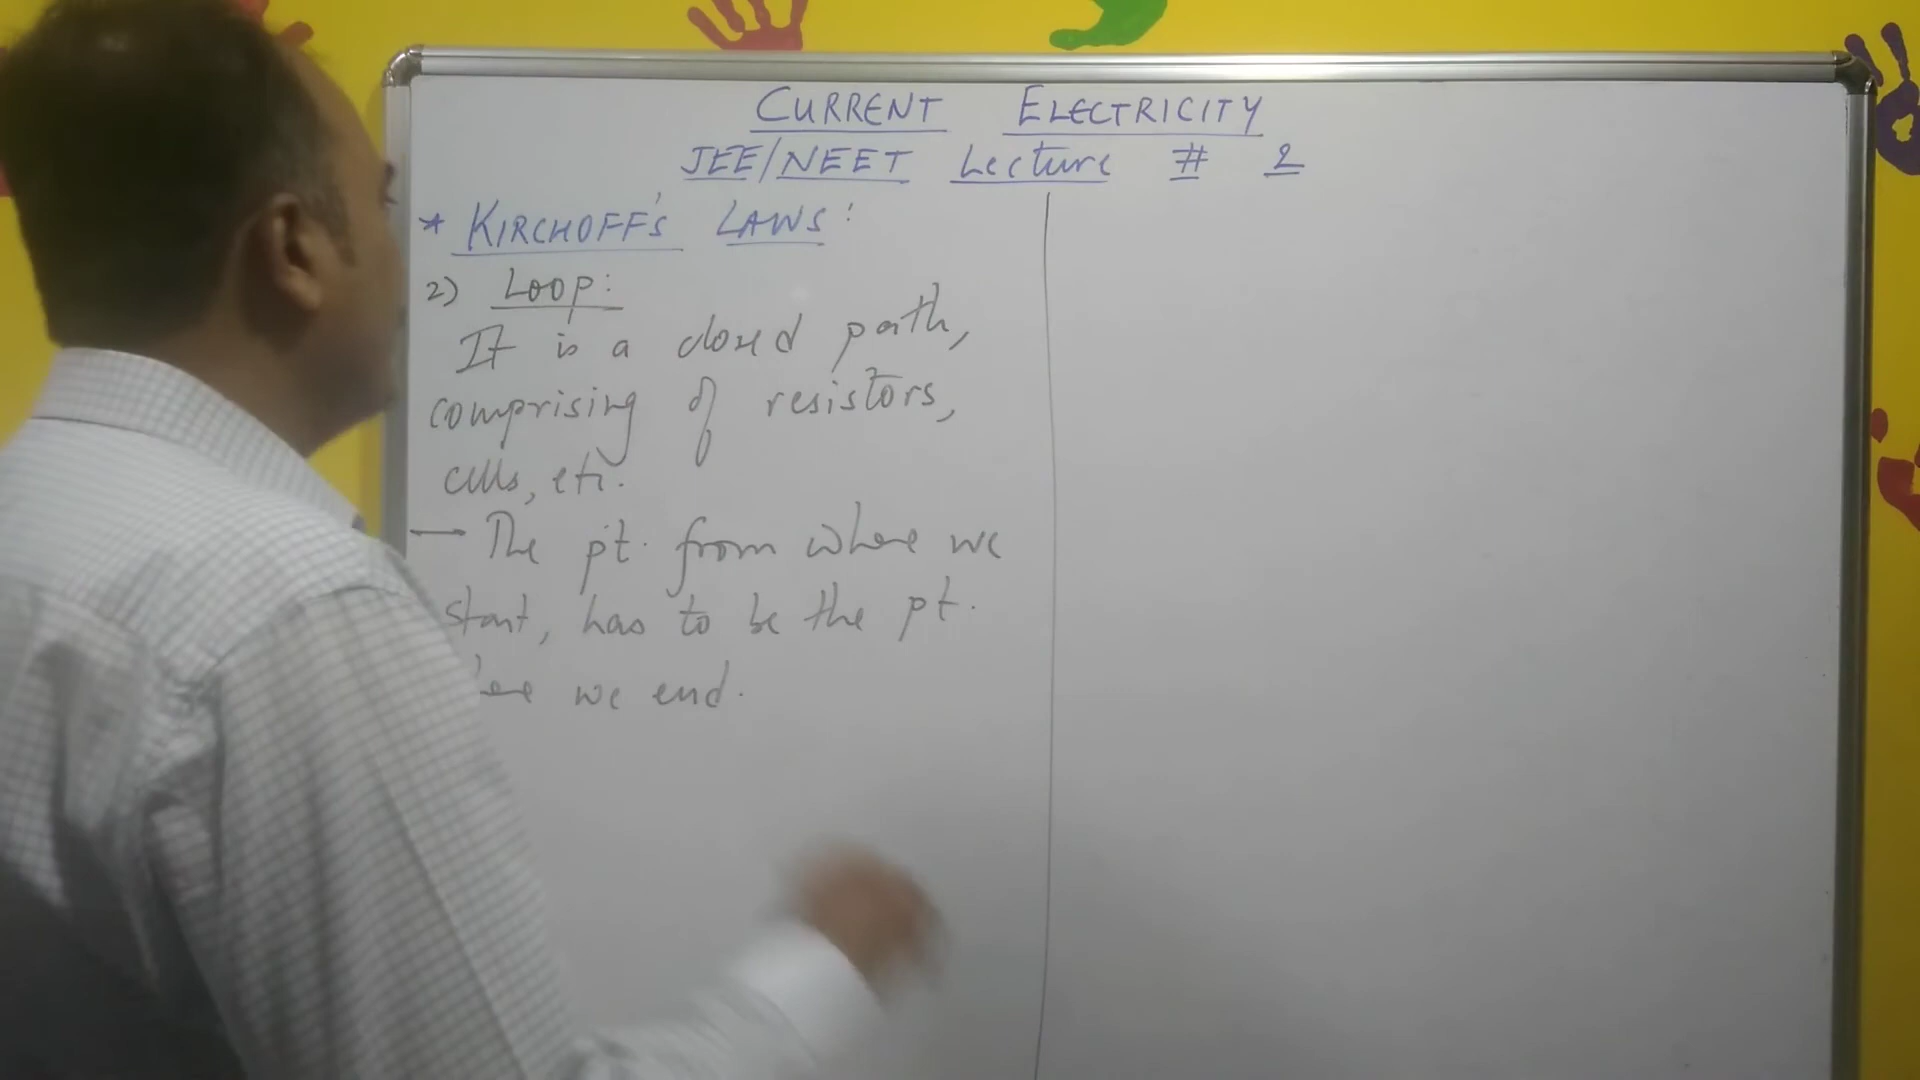 CURRENT ELECTRICITY
JEE/NEET Lecture # 2
* KIRCHOFF'S LAWS:
2) LOOP:
It is a closed path,
comprising of resistors,
cells, etc.
— The pt. from where we
start, has to be the pt.
we end.